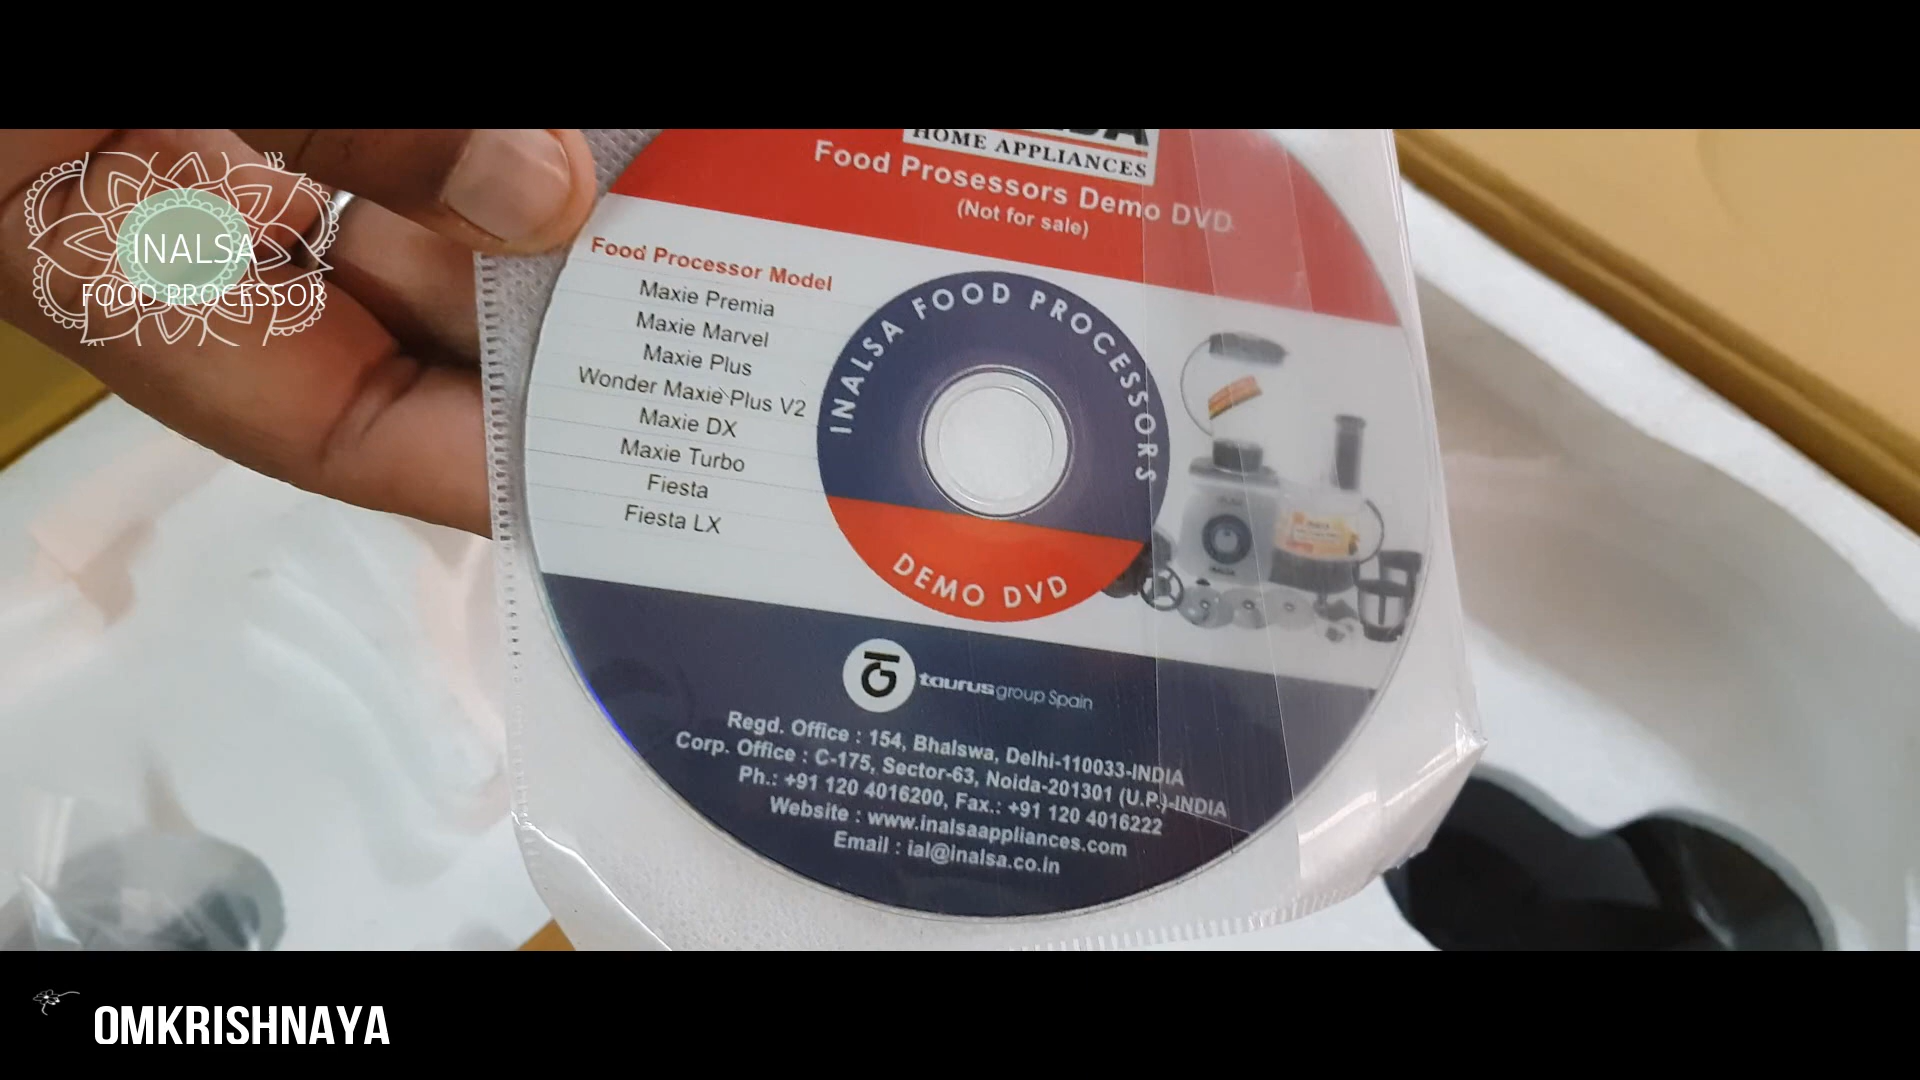 INALSA
FOOD PROCESSOR
HOME APPLIANCES
Food Prosessors Demo DVD
(Not for sale)
Food Processor Model
Maxie Premia
Maxie Marvel
Maxie Plus
Wonder Maxie Plus V2
Maxie DX
Maxie Turbo
Fiesta
Fiesta LX
INALSA FOOD PROCESSORS
DEMO DVD
taurusgroup Spain
Regd. Office : 154, Bhalswa, Delhi-110033-INDIA
Corp. Office : C-175, Sector-63, Noida-201301 (U.P.)-INDIA
Ph.: +91 120 4016200, Fax.: +91 120 4016222
Website : www.inalsaappliances.com
Email : ial@inalsa.co.in
OMKRISHNAYA